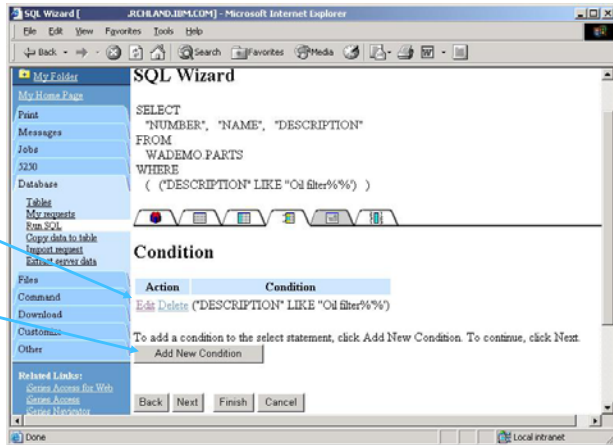 SQL Wizard [ .RCHLAND.IBM.COM] - Microsoft Internet Explorer
File Edit View Favorites Tools Help
Back Search Favorites Media
My Folder
My Home Page
Print
Messages
Jobs
5250
Database
Tables
My requests
Run SQL
Copy data to table
Import request
Extract server data
Files
Command
Download
Customize
Other
Related Links:
iSeries Access for Web
iSeries Access
iSeries Navigator
SQL Wizard
SELECT
"NUMBER", "NAME", "DESCRIPTION"
FROM
WADEMO.PARTS
WHERE
( ("DESCRIPTION" LIKE "Oil filter%'%') )
Condition
Action Condition
Edit Delete ("DESCRIPTION" LIKE "Oil filter%'%')
To add a condition to the select statement, click Add New Condition. To continue, click Next.
Add New Condition
Back Next Finish Cancel
Done Local intranet